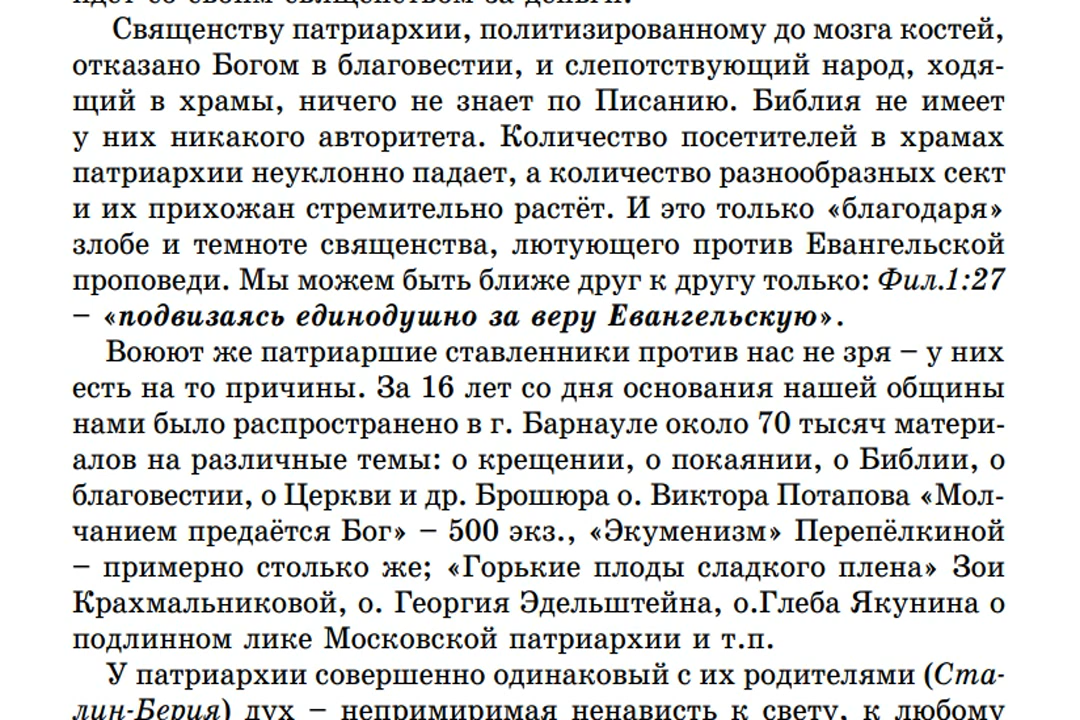 идёт со своим священством за деньги.
Священству патриархии, политизированному до мозга костей,
отказано Богом в благовестии, и слепотствующий народ, ходя-
щий в храмы, ничего не знает по Писанию. Библия не имеет
у них никакого авторитета. Количество посетителей в храмах
патриархии неуклонно падает, а количество разнообразных сект
и их прихожан стремительно растёт. И это только «благодаря»
злобе и темноте священства, лютующего против Евангельской
проповеди. Мы можем быть ближе друг к другу только: Фил.1:27
– «подвизаясь единодушно за веру Евангельскую».
Воюют же патриаршие ставленники против нас не зря – у них
есть на то причины. За 16 лет со дня основания нашей общины
нами было распространено в г. Барнауле около 70 тысяч матери-
алов на различные темы: о крещении, о покаянии, о Библии, о
благовестии, о Церкви и др. Брошюра о. Виктора Потапова «Мол-
чанием предаётся Бог» – 500 экз., «Экуменизм» Перепёлкиной
– примерно столько же; «Горькие плоды сладкого плена» Зои
Крахмальниковой, о. Георгия Эдельштейна, о.Глеба Якунина о
подлинном лике Московской патриархии и т.п.
У патриархии совершенно одинаковый с их родителями (Ста-
лин-Берия) дух – непримиримая ненависть к свету, к любому